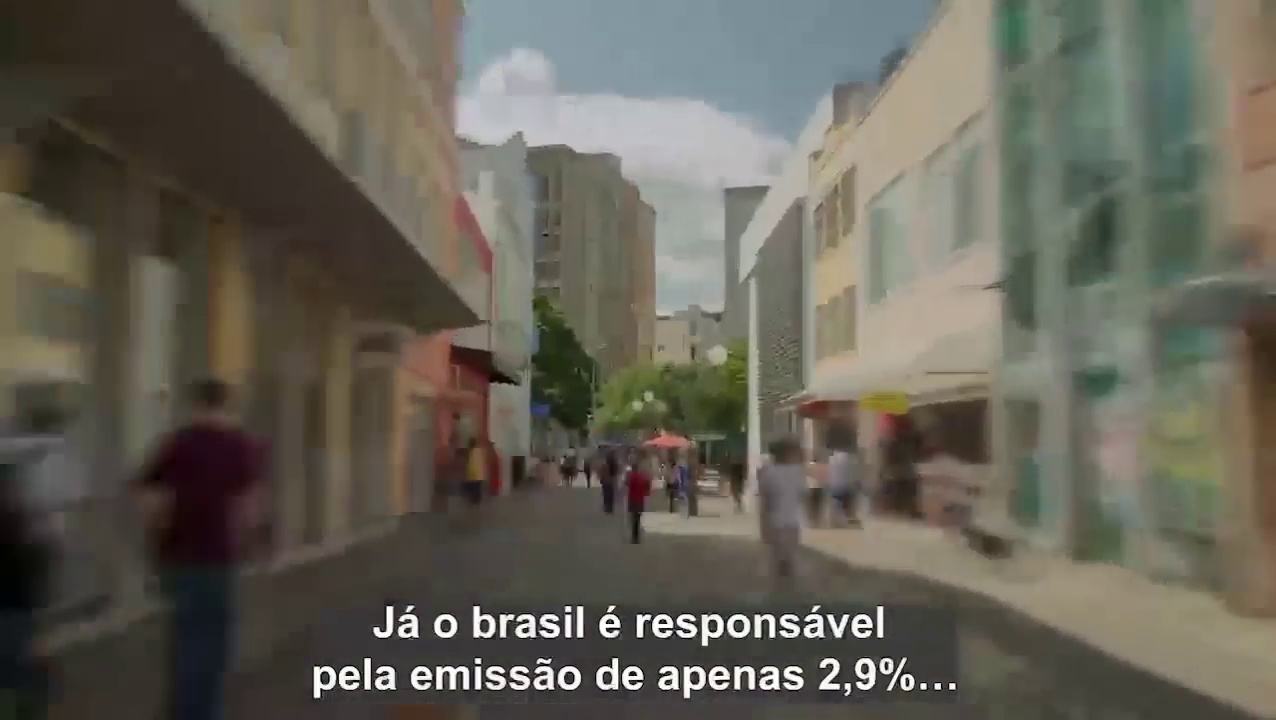 Já o brasil é responsável
pela emissão de apenas 2,9%...